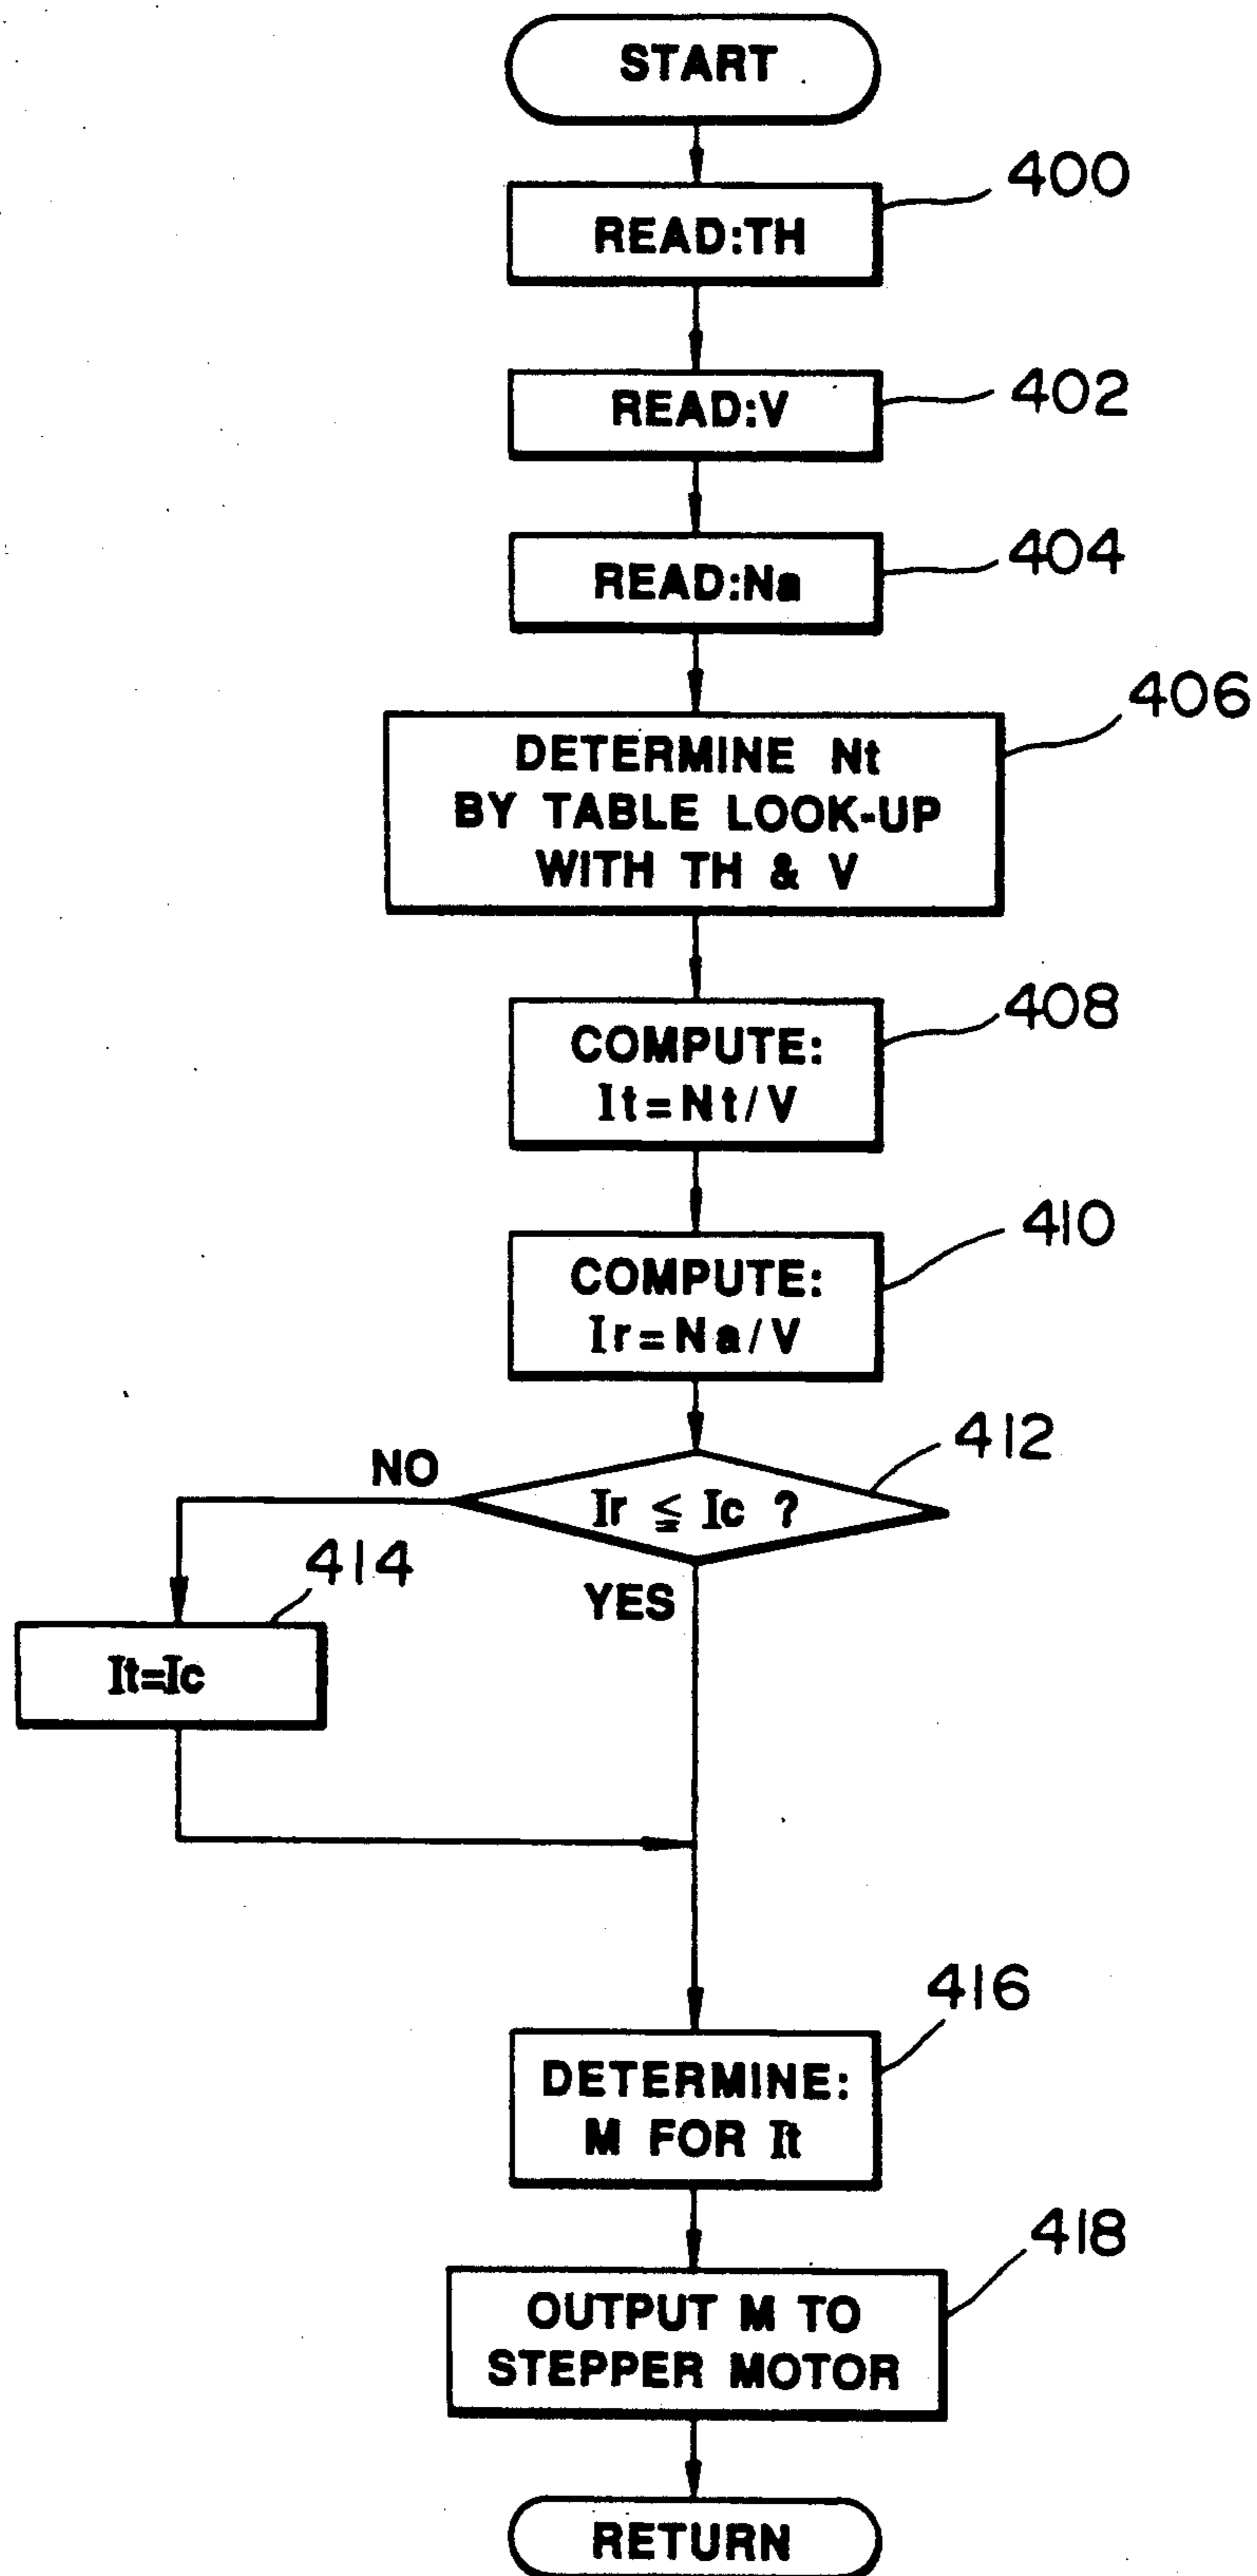 START
400
READ:TH
402
READ:V
404
READ:Na
406
DETERMINE Nt
BY TABLE LOOK-UP
WITH TH & V
408
COMPUTE:
It=Nt/V
410
COMPUTE:
Ir=Na/V
412
NO
Ir ≦ Ic ?
414
YES
It=Ic
416
DETERMINE:
M FOR It
418
OUTPUT M TO
STEPPER MOTOR
RETURN